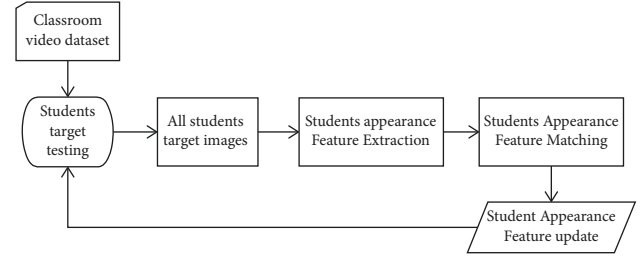 Classroom
video dataset
Students
target
testing
All students
target images
Students appearance
Feature Extraction
Students Appearance
Feature Matching
Student Appearance
Feature update